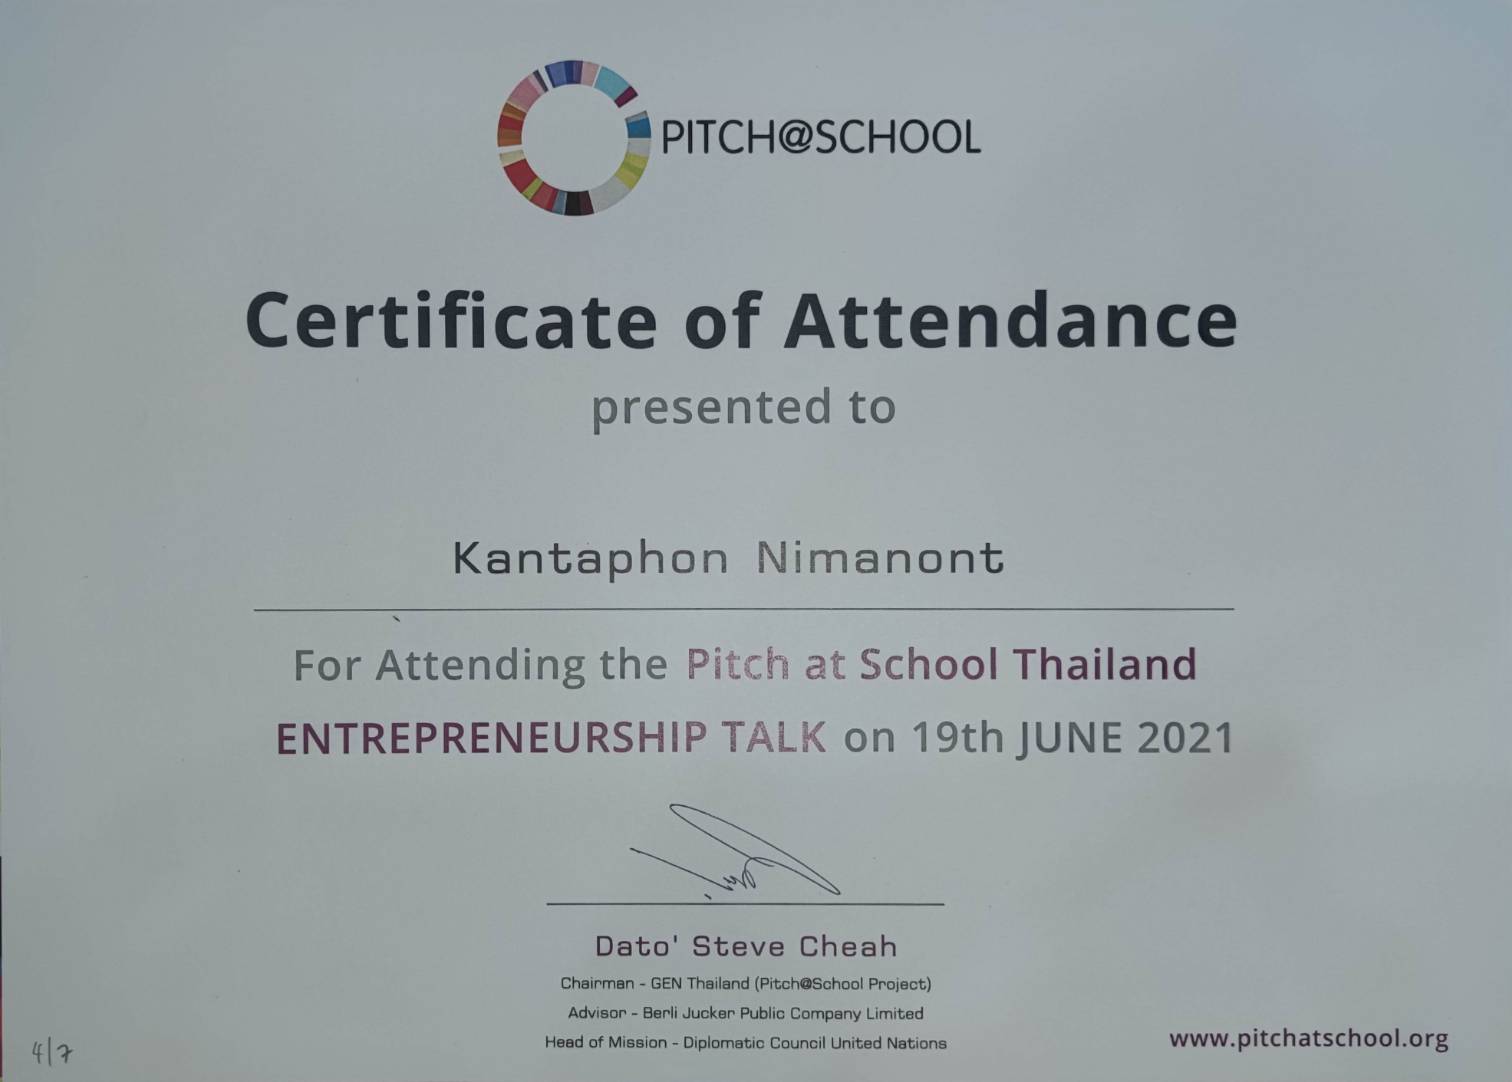 PITCH@SCHOOL
Certificate of Attendance
presented to
Kantaphon Nimanont
For Attending the Pitch at School Thailand
ENTREPRENEURSHIP TALK on 19th JUNE 2021
Dato' Steve Cheah
Chairman - GEN Thailand (Pitch@School Project)
Advisor - Berli Jucker Public Company Limited
Head of Mission - Diplomatic Council United Nations
www.pitchatschool.org
4/7